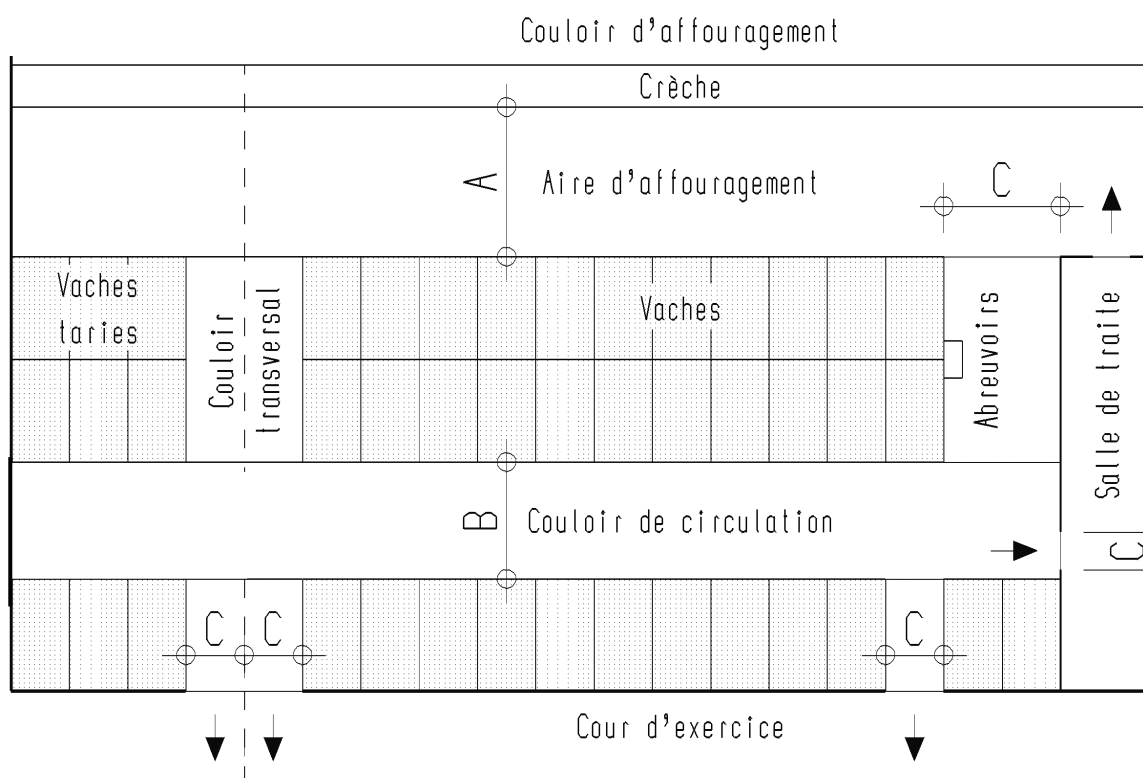 Couloir d'affouragement
Crèche
A
Aire d'affouragement
C
Vaches
taries
Couloir
transversal
Vaches
Abreuvoirs
Salle de traite
B
Couloir de circulation
C
C
C
C
Cour d'exercice